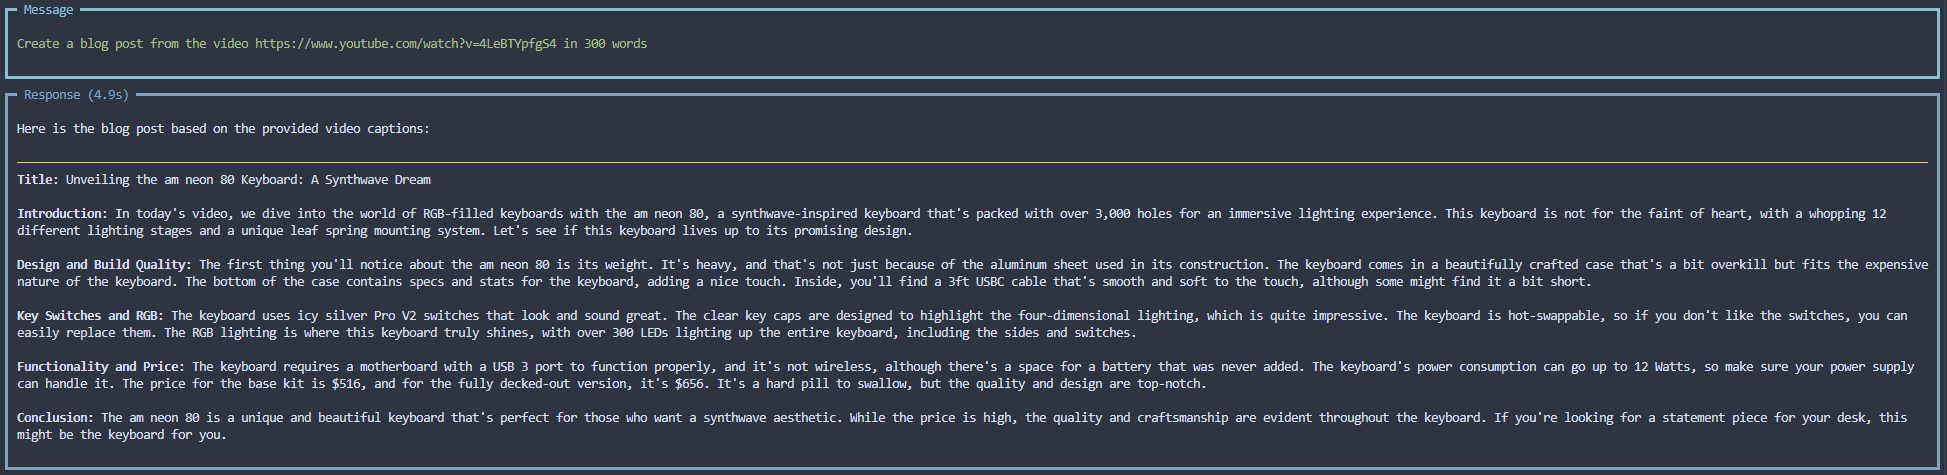 Message
Create a blog post from the video https://www.youtube.com/watch?v=4LeBTYpfgS4 in 300 words
Response (4.9s)
Here is the blog post based on the provided video captions:
Title: Unveiling the am neon 80 Keyboard: A Synthwave Dream
Introduction: In today's video, we dive into the world of RGB-filled keyboards with the am neon 80, a synthwave-inspired keyboard that's packed with over 3,000 holes for an immersive lighting experience. This keyboard is not for the faint of heart, with a whopping 12
different lighting stages and a unique leaf spring mounting system. Let's see if this keyboard lives up to its promising design.
Design and Build Quality: The first thing you'll notice about the am neon 80 is its weight. It's heavy, and that's not just because of the aluminum sheet used in its construction. The keyboard comes in a beautifully crafted case that's a bit overkill but fits the expensive
nature of the keyboard. The bottom of the case contains specs and stats for the keyboard, adding a nice touch. Inside, you'll find a 3ft USBC cable that's smooth and soft to the touch, although some might find it a bit short.
Key Switches and RGB: The keyboard uses icy silver Pro V2 switches that look and sound great. The clear key caps are designed to highlight the four-dimensional lighting, which is quite impressive. The keyboard is hot-swappable, so if you don't like the switches, you can
easily replace them. The RGB lighting is where this keyboard truly shines, with over 300 LEDs lighting up the entire keyboard, including the sides and switches.
Functionality and Price: The keyboard requires a motherboard with a USB 3 port to function properly, and it's not wireless, although there's a space for a battery that was never added. The keyboard's power consumption can go up to 12 Watts, so make sure your power supply
can handle it. The price for the base kit is $516, and for the fully decked-out version, it's $656. It's a hard pill to swallow, but the quality and design are top-notch.
Conclusion: The am neon 80 is a unique and beautiful keyboard that's perfect for those who want a synthwave aesthetic. While the price is high, the quality and craftsmanship are evident throughout the keyboard. If you're looking for a statement piece for your desk, this
might be the keyboard for you.